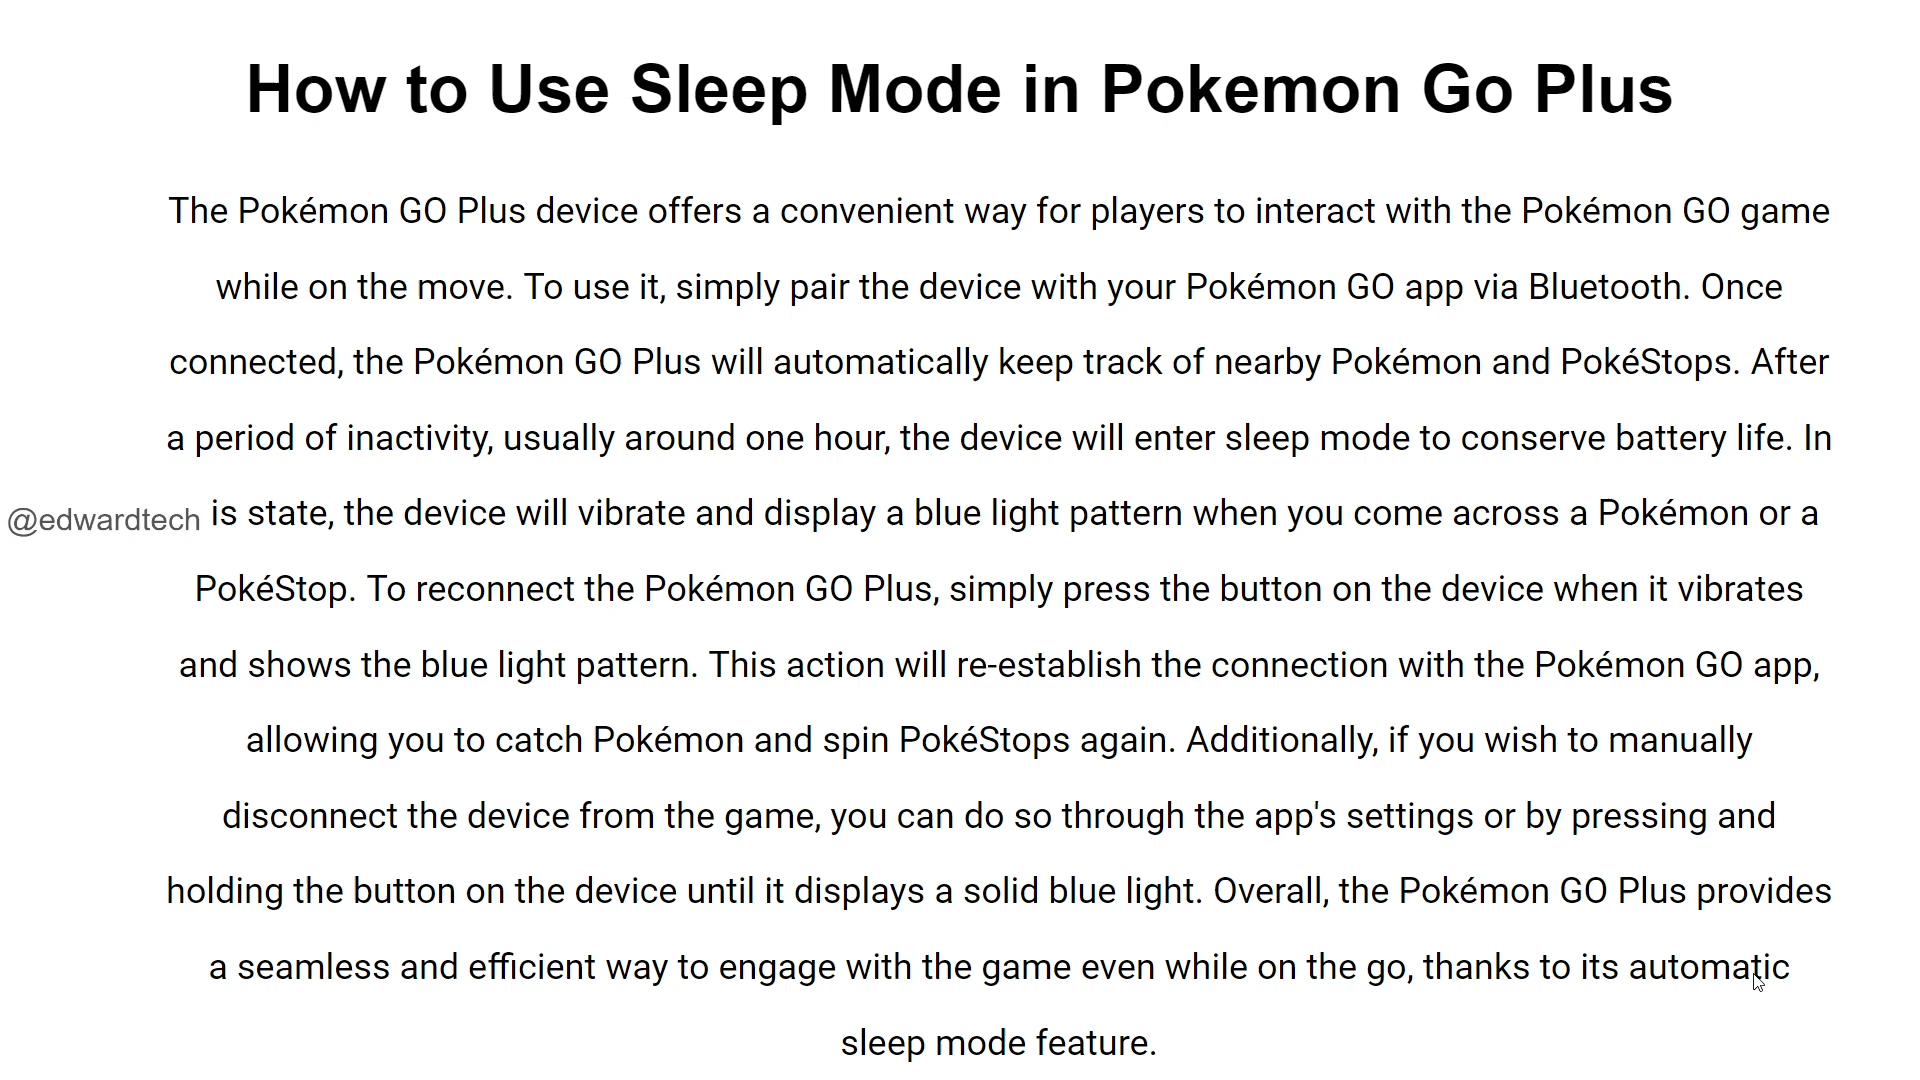 How to Use Sleep Mode in Pokemon Go Plus
The Pokémon GO Plus device offers a convenient way for players to interact with the Pokémon GO game
while on the move. To use it, simply pair the device with your Pokémon GO app via Bluetooth. Once
connected, the Pokémon GO Plus will automatically keep track of nearby Pokémon and PokéStops. After
a period of inactivity, usually around one hour, the device will enter sleep mode to conserve battery life. In
@edwardtech is state, the device will vibrate and display a blue light pattern when you come across a Pokémon or a
PokéStop. To reconnect the Pokémon GO Plus, simply press the button on the device when it vibrates
and shows the blue light pattern. This action will re-establish the connection with the Pokémon GO app,
allowing you to catch Pokémon and spin PokéStops again. Additionally, if you wish to manually
disconnect the device from the game, you can do so through the app's settings or by pressing and
holding the button on the device until it displays a solid blue light. Overall, the Pokémon GO Plus provides
a seamless and efficient way to engage with the game even while on the go, thanks to its automatic
sleep mode feature.